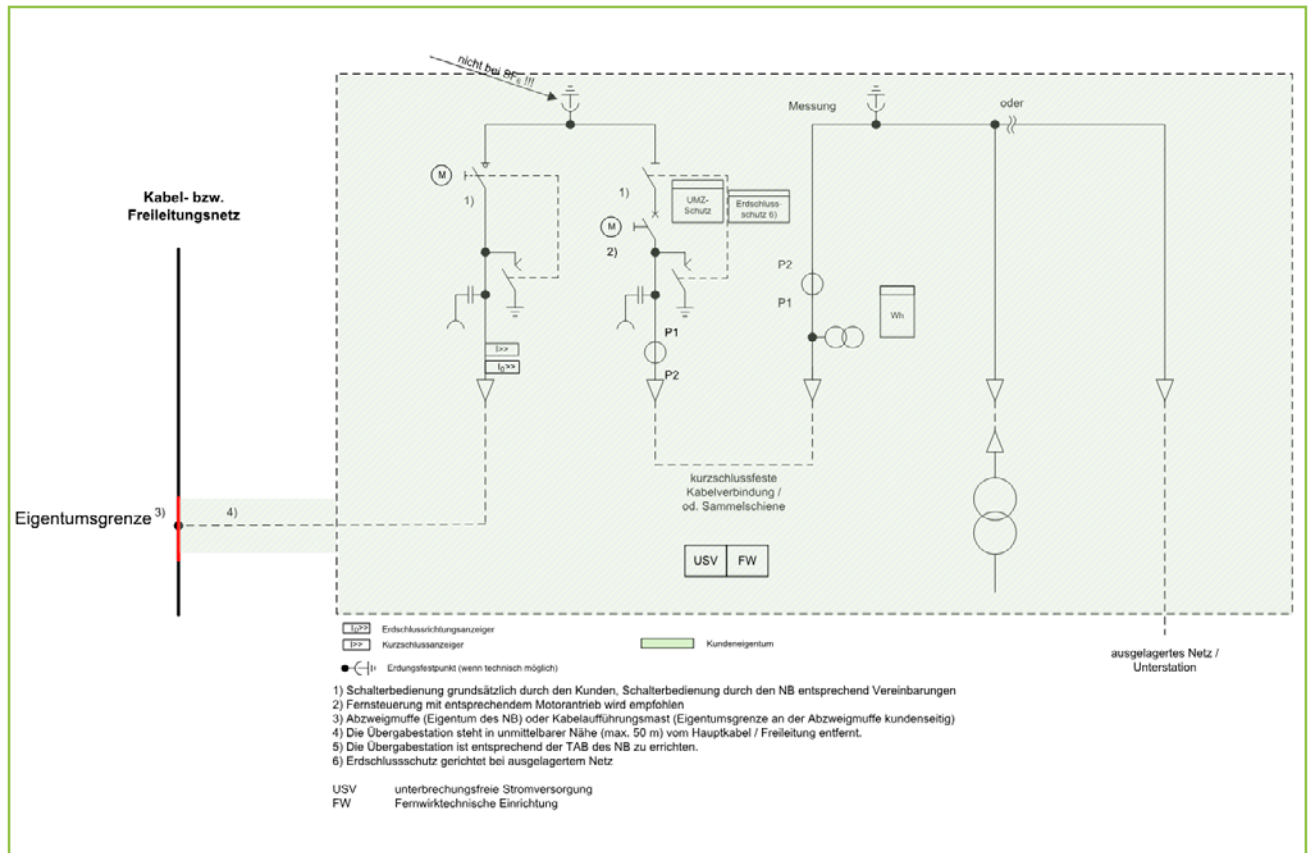 nicht bei SF₆ !!!
Messung
oder
Kabel- bzw.
Freileitungsnetz
M
1)
1)
UMZ-
Schutz
Erdschluss-
schutz 6)
M
2)
P2
P1
Wh
P1
P2
I>>
I₀>>
kurzschlussfeste
Kabelverbindung /
od. Sammelschiene
Eigentumsgrenze 3)
4)
USV
FW
I₀>> Erdschlussrichtungsanzeiger
I>> Kurzschlussanzeiger
Kundeneigentum
Erdungsfestpunkt (wenn technisch möglich)
ausgelagertes Netz /
Unterstation
1) Schalterbedienung grundsätzlich durch den Kunden, Schalterbedienung durch den NB entsprechend Vereinbarungen
2) Fernsteuerung mit entsprechendem Motorantrieb wird empfohlen
3) Abzweigmuffe (Eigentum des NB) oder Kabelaufführungsmast (Eigentumsgrenze an der Abzweigmuffe kundenseitig)
4) Die Übergabestation steht in unmittelbarer Nähe (max. 50 m) vom Hauptkabel / Freileitung entfernt.
5) Die Übergabestation ist entsprechend der TAB des NB zu errichten.
6) Erdschlussschutz gerichtet bei ausgelagertem Netz
USV unterbrechungsfreie Stromversorgung
FW Fernwirktechnische Einrichtung